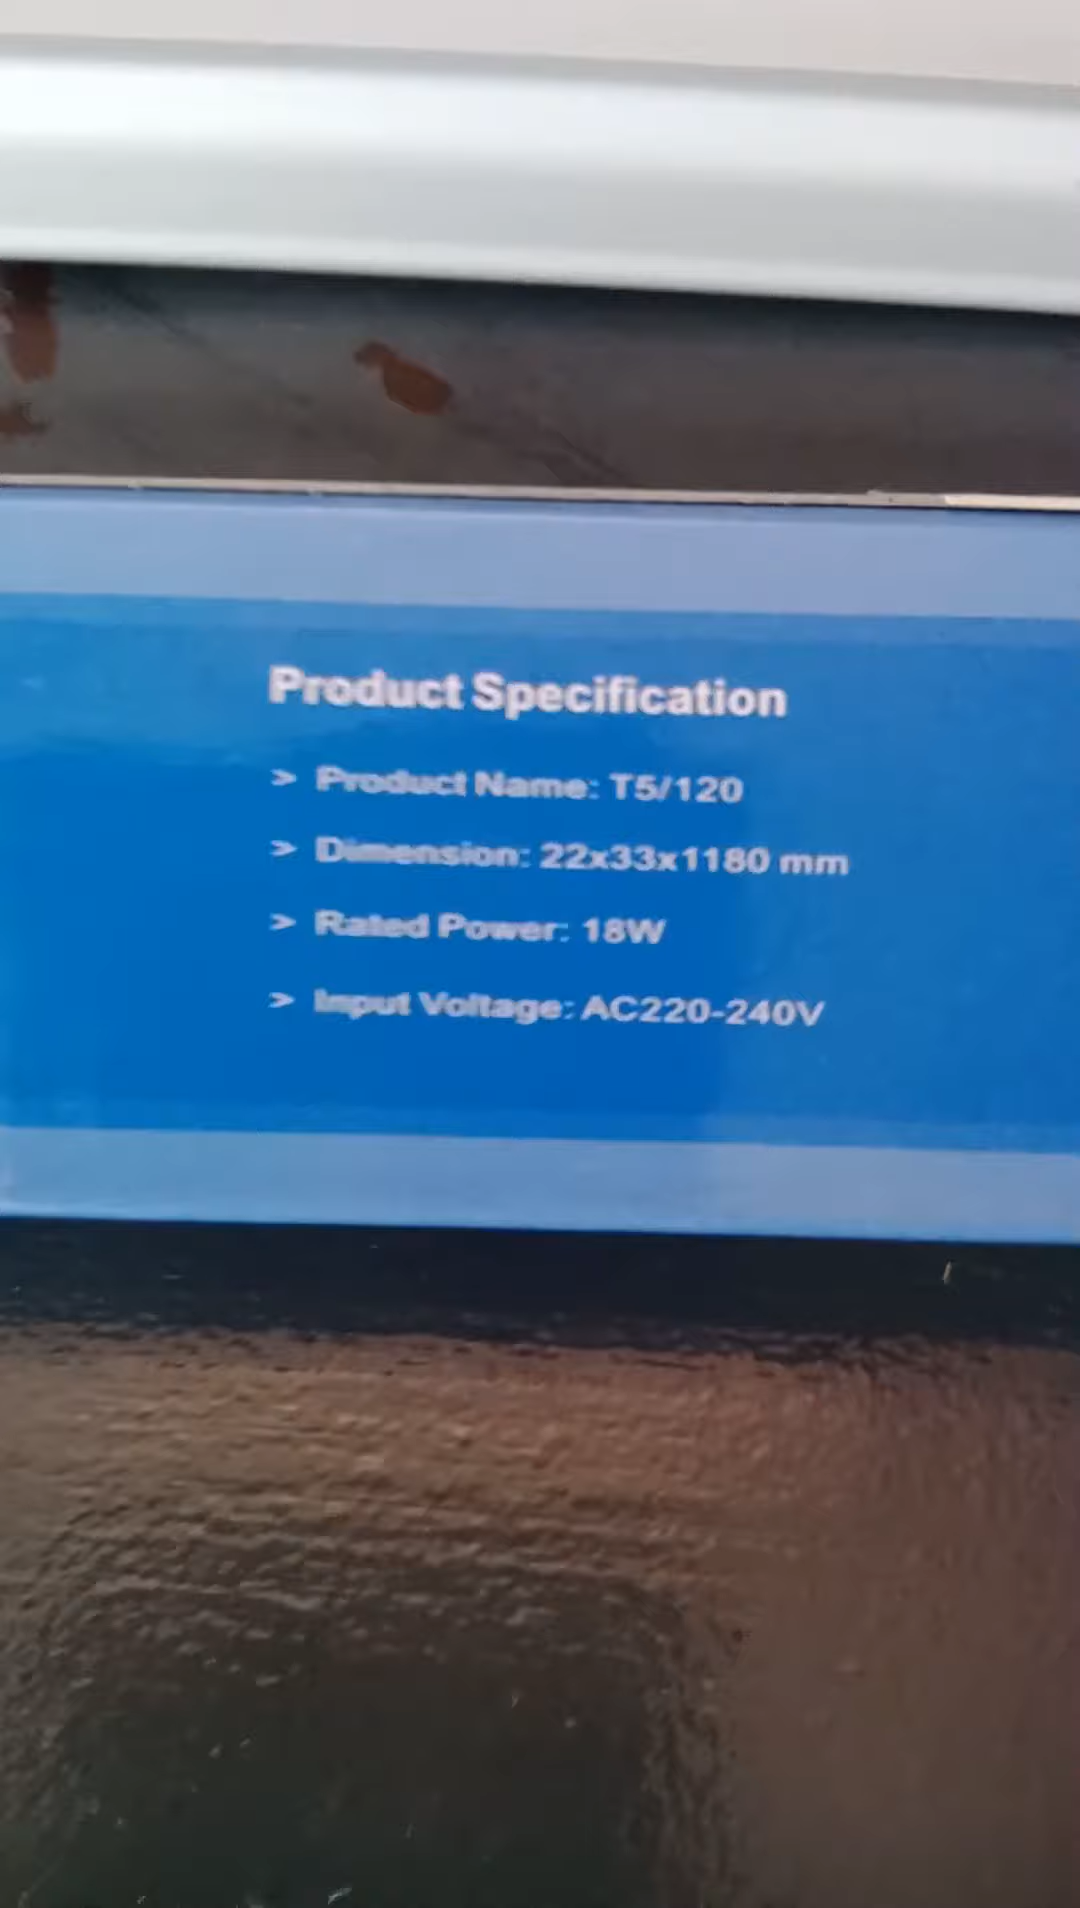 Product Specification
> Product Name: T5/120
> Dimension: 22x33x1180 mm
> Rated Power: 18W
> Input Voltage: AC220-240V